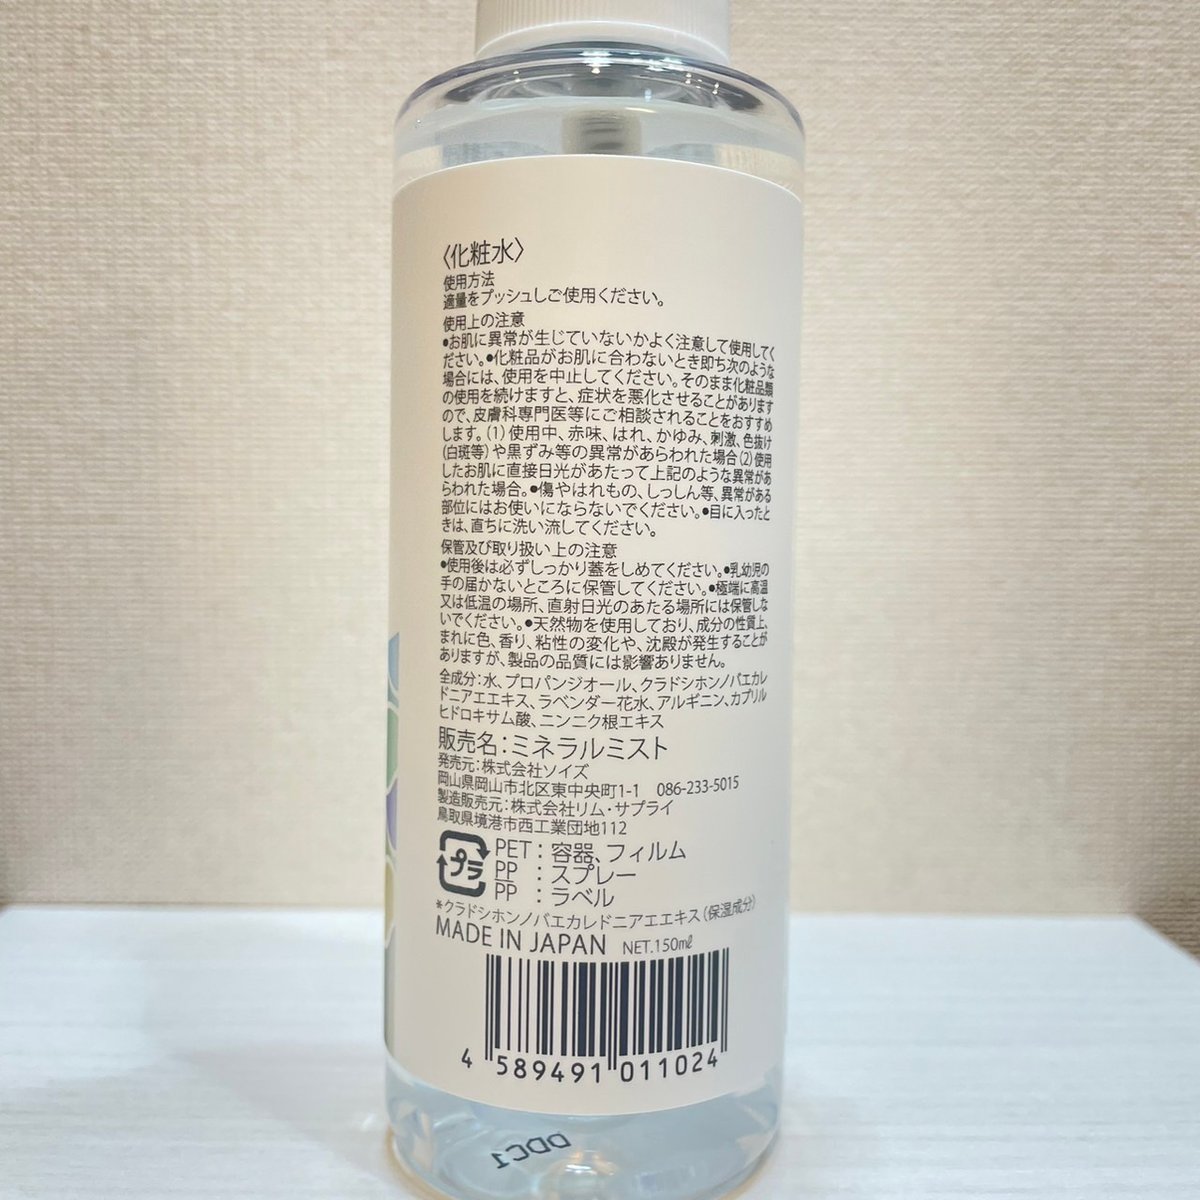 〈化粧水〉
使用方法
適量をプッシュしご使用ください。
使用上の注意
●お肌に異常が生じていないかよく注意して使用してく
ださい。●化粧品がお肌に合わないとき即ち次のような
場合には、使用を中止してください。そのまま化粧品類
の使用を続けますと、症状を悪化させることがあります
ので、皮膚科専門医等にご相談されることをおすすめ
します。(1)使用中、赤味、はれ、かゆみ、刺激、色抜け
(白斑等)や黒ずみ等の異常があらわれた場合(2)使用
したお肌に直接日光があたって上記のような異常があ
らわれた場合。●傷やはれもの、しっしん等、異常がある
部位にはお使いにならないでください。●目に入ったと
きは、直ちに洗い流してください。
保管及び取り扱い上の注意
●使用後は必ずしっかり蓋をしめてください。●乳幼児の
手の届かないところに保管してください。●極端に高温
又は低温の場所、直射日光のあたる場所には保管しな
いでください。●天然物を使用しており、成分の性質上、
まれに色、香り、粘性の変化や、沈殿が発生することが
ありますが、製品の品質には影響ありません。
全成分:水、プロパンジオール、クラドシホンノバエカレ
ドニアエエキス、ラベンダー花水、アルギニン、カプリル
ヒドロキサム酸、ニンニク根エキス
販売名:ミネラルミスト
発売元:株式会社ソイズ
岡山県岡山市北区東中央町1-1 086-233-5015
製造販売元:株式会社リム・サプライ
鳥取県境港市西工業団地112
プラ PET : 容器、フィルム
PP : スプレー
PP : ラベル
*クラドシホンノバエカレドニアエエキス(保湿成分)
MADE IN JAPAN NET.150㎖
4 589491 011024
DDC1